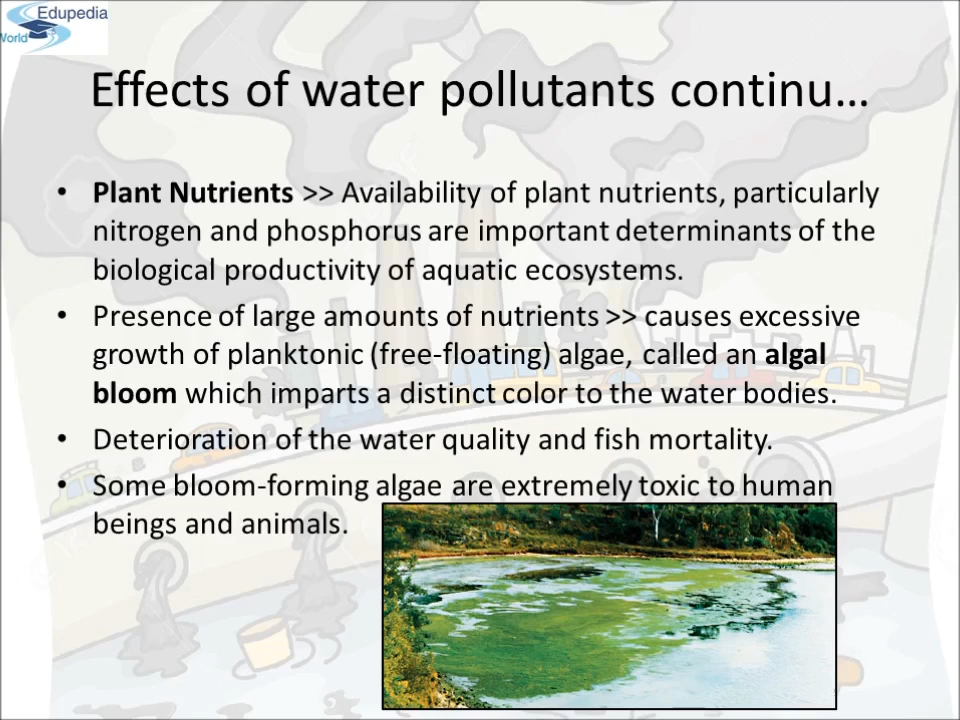 Edupedia
World
Effects of water pollutants continu…
• Plant Nutrients >> Availability of plant nutrients, particularly
nitrogen and phosphorus are important determinants of the
biological productivity of aquatic ecosystems.
• Presence of large amounts of nutrients >> causes excessive
growth of planktonic (free-floating) algae, called an algal
bloom which imparts a distinct color to the water bodies.
• Deterioration of the water quality and fish mortality.
• Some bloom-forming algae are extremely toxic to human
beings and animals.